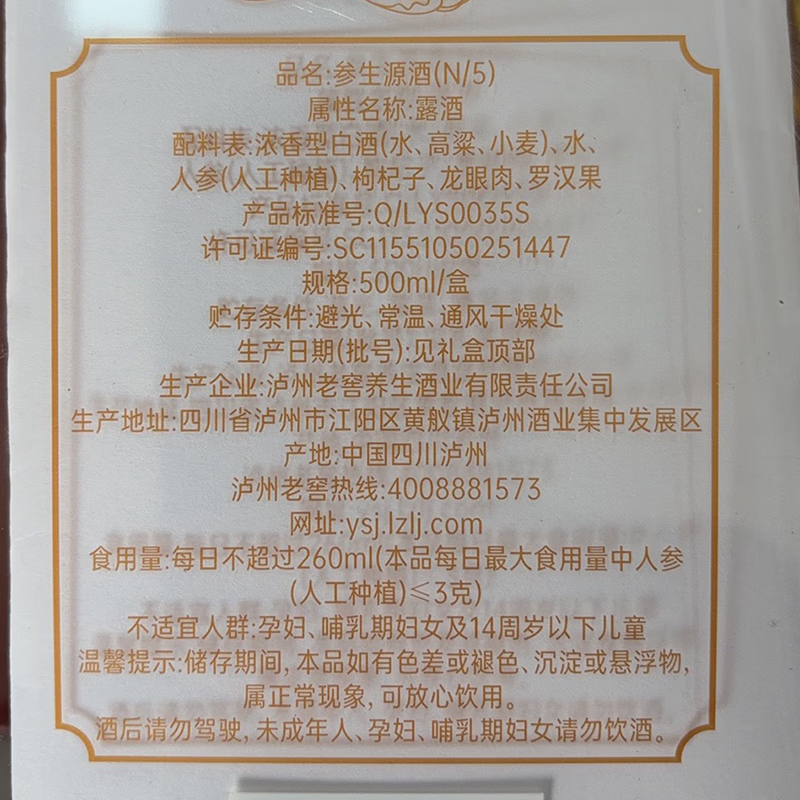 品名:参生源酒(N/5)
属性名称:露酒
配料表:浓香型白酒(水、高粱、小麦)、水、
人参(人工种植)、枸杞子、龙眼肉、罗汉果
产品标准号:Q/LYS0035S
许可证编号:SC11551050251447
规格:500ml/盒
贮存条件:避光、常温、通风干燥处
生产日期(批号):见礼盒顶部
生产企业:泸州老窖养生酒业有限责任公司
生产地址:四川省泸州市江阳区黄舣镇泸州酒业集中发展区
产地:中国四川泸州
泸州老窖热线:4008881573
网址:ysj.lzlj.com
食用量:每日不超过260ml(本品每日最大食用量中人参
(人工种植)≤3克)
不适宜人群:孕妇、哺乳期妇女及14周岁以下儿童
温馨提示:储存期间,本品如有色差或褪色、沉淀或悬浮物,
属正常现象,可放心饮用。
酒后请勿驾驶,未成年人、孕妇、哺乳期妇女请勿饮酒。